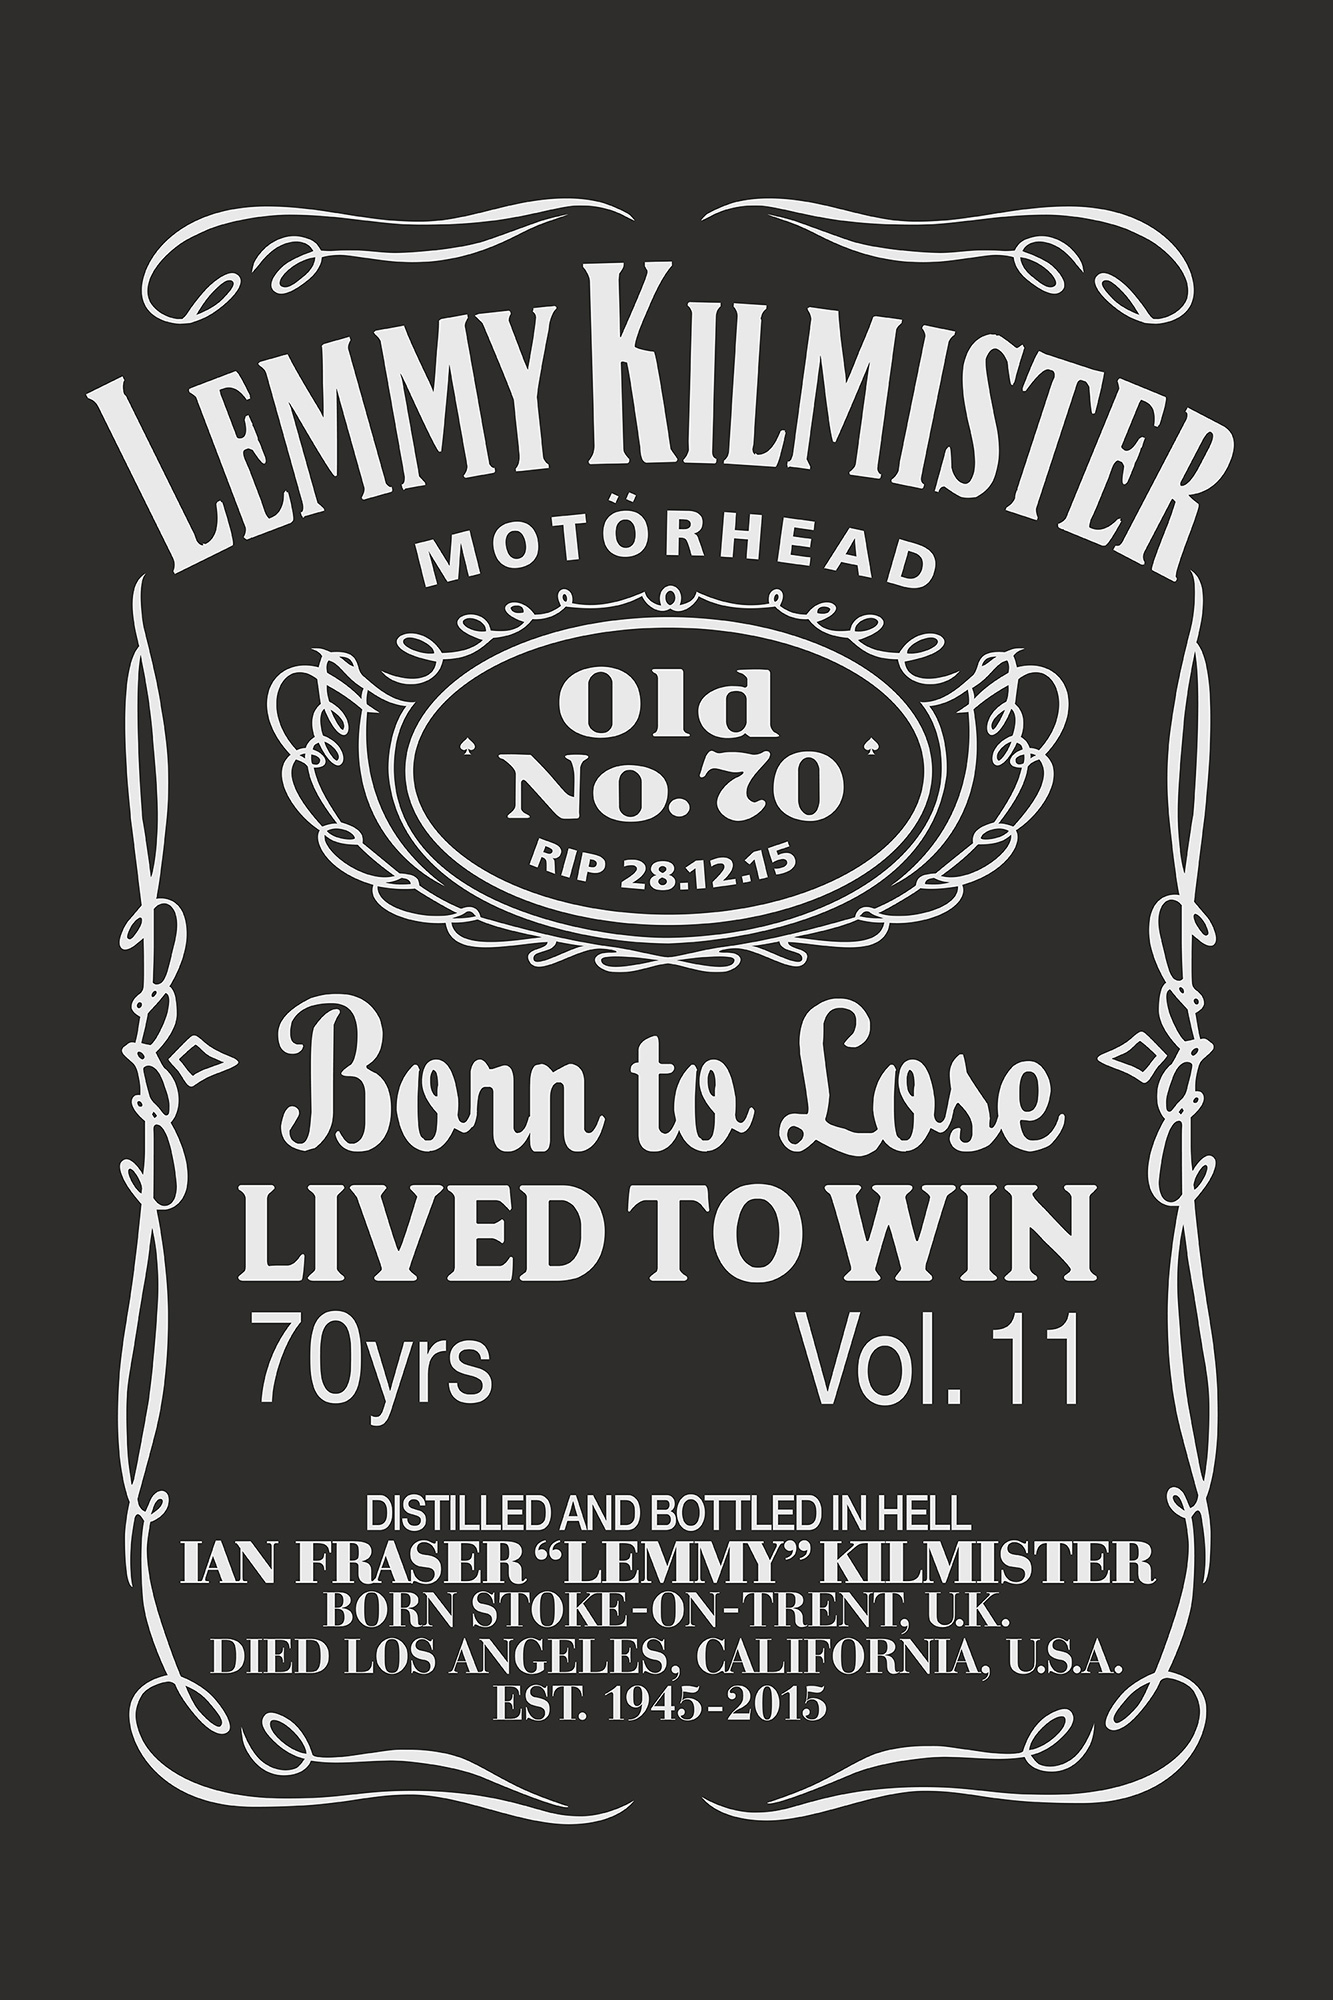 LEMMY KILMISTER
MOTÖRHEAD
Old
No. 70
RIP 28.12.15
Born to Lose
LIVED TO WIN
70yrs Vol. 11
DISTILLED AND BOTTLED IN HELL
IAN FRASER “LEMMY” KILMISTER
BORN STOKE-ON-TRENT, U.K.
DIED LOS ANGELES, CALIFORNIA, U.S.A.
EST. 1945-2015